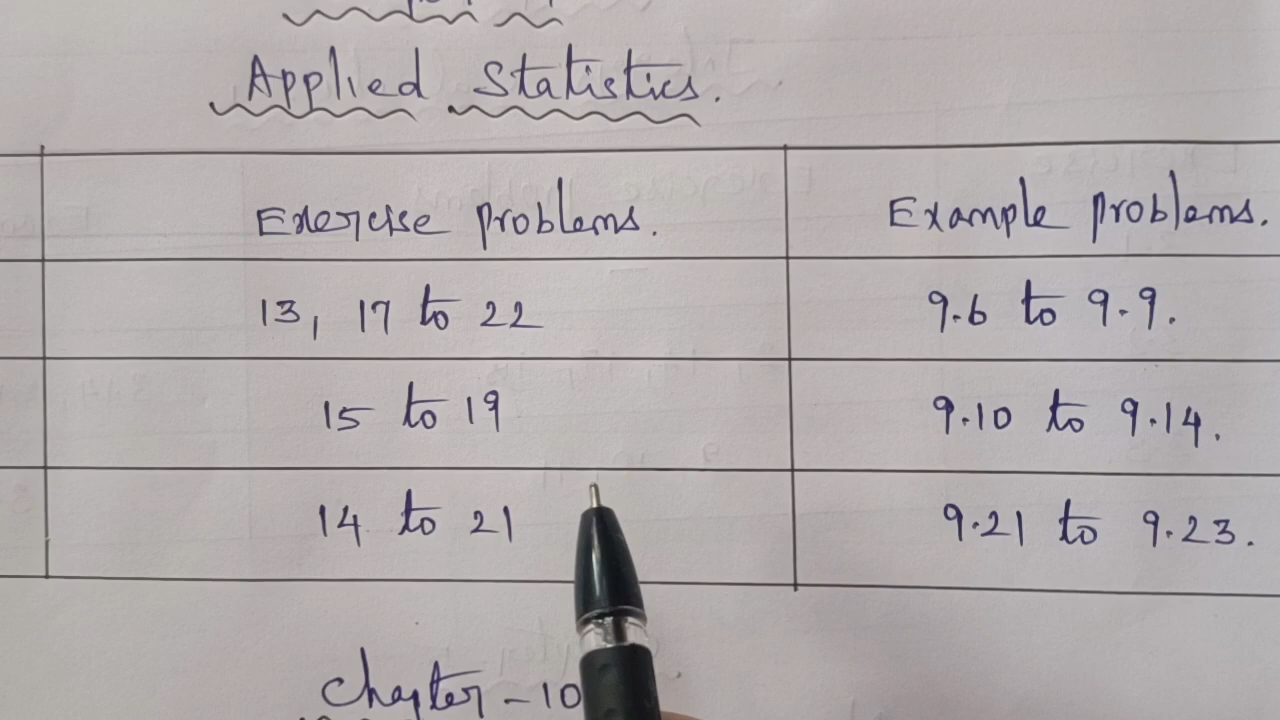 Applied Statistics.
Exercise problems. Example problems.
13, 17 to 22 9.6 to 9.9.
15 to 19 9.10 to 9.14.
14 to 21 9.21 to 9.23.
Chapter - 10